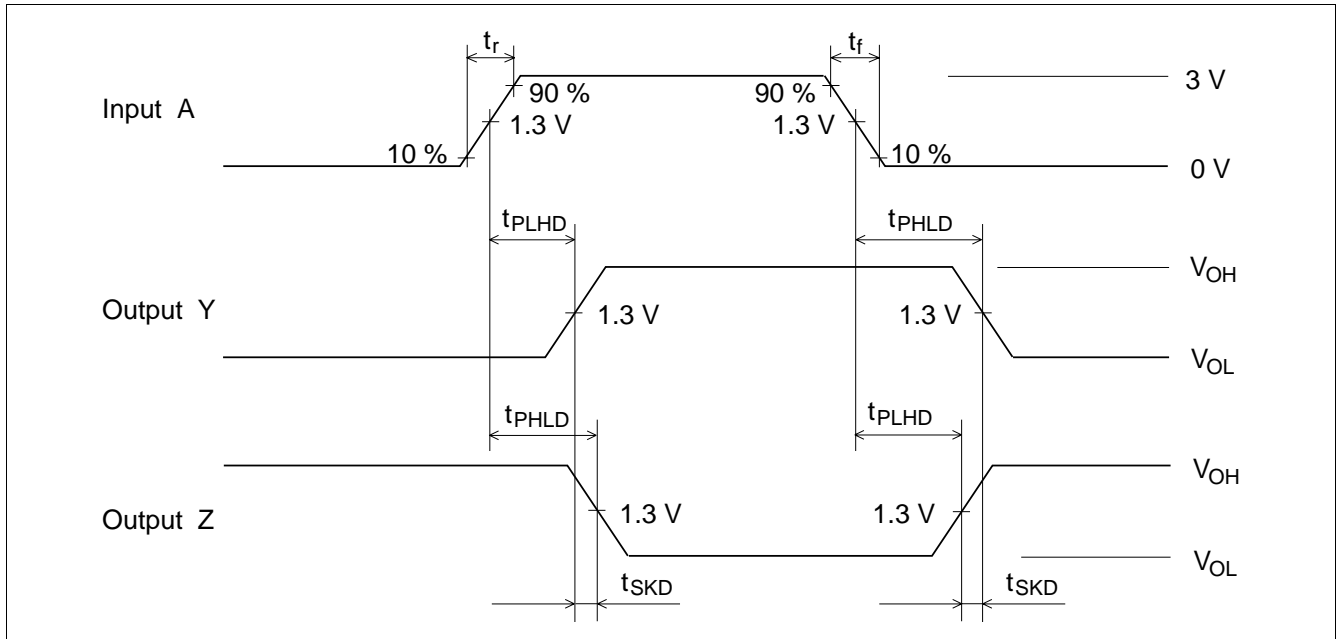 tr
tf
3 V
Input A
90 %
90 %
1.3 V
1.3 V
10 %
10 %
0 V
tPLHD
tPHLD
VOH
Output Y
1.3 V
1.3 V
VOL
tPHLD
tPLHD
VOH
Output Z
1.3 V
1.3 V
VOL
tSKD
tSKD